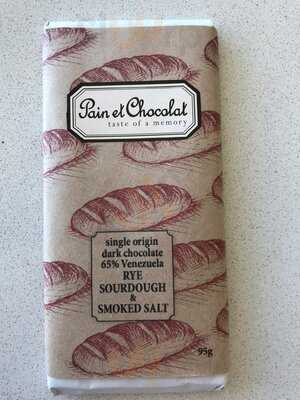 Pain et Chocolat
taste of a memory
single origin
dark chocolate
65% Venezuela
RYE
SOURDOUGH
&
SMOKED SALT
95g